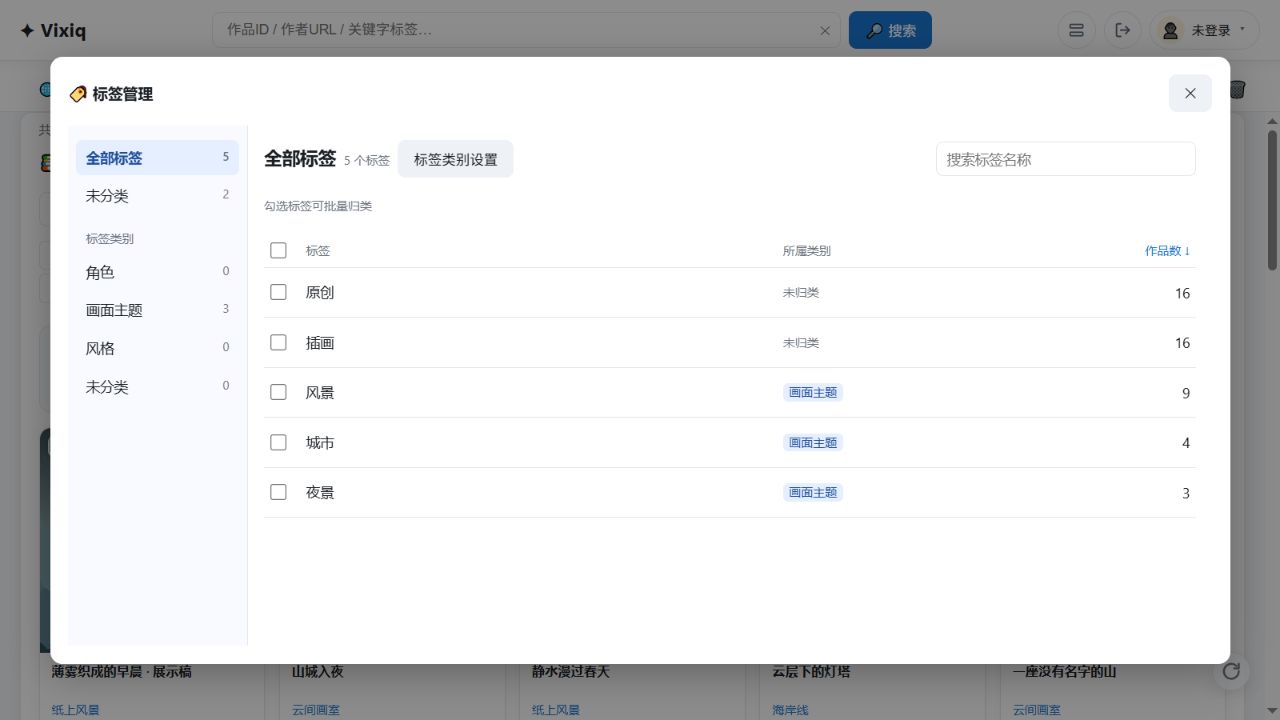 ✦ Vixiq
作品ID / 作者URL / 关键字标签…
搜索
未登录
共
标签管理
全部标签 5
未分类 2
标签类别
角色 0
画面主题 3
风格 0
未分类 0
全部标签 5 个标签 标签类别设置
搜索标签名称
勾选标签可批量归类
标签 所属类别 作品数 ↓
原创 未归类 16
插画 未归类 16
风景 画面主题 9
城市 画面主题 4
夜景 画面主题 3
薄雾织成的早晨 · 展示稿 山城入夜 静水漫过春天 云层下的灯塔 一座没有名字的山
纸上风景 云间画室 纸上风景 海岸线 云间画室